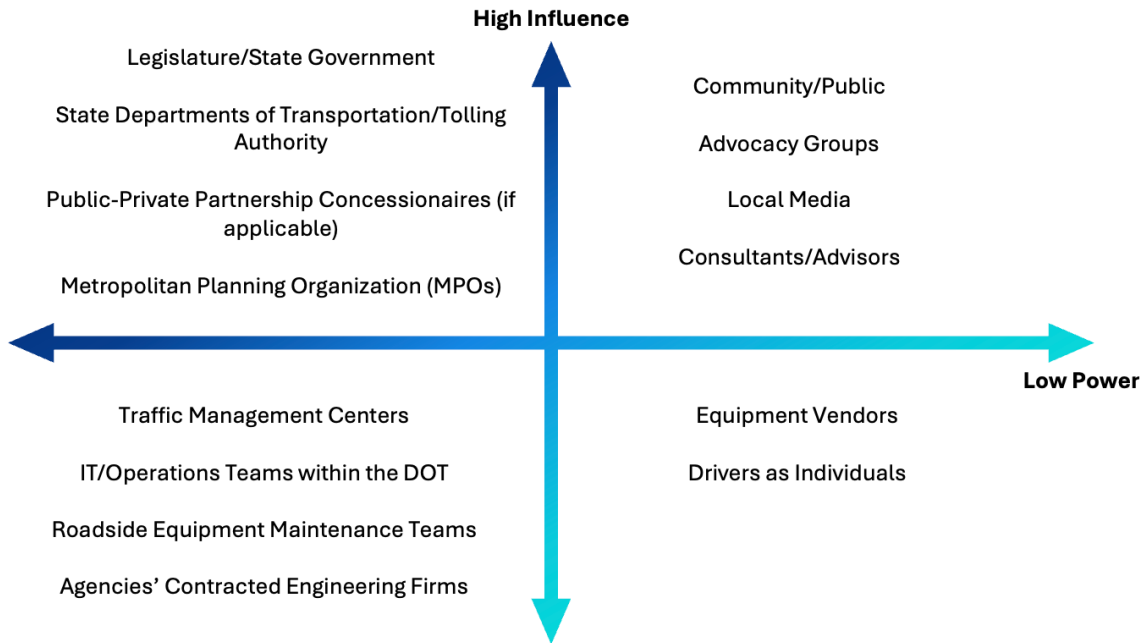 High Influence
Legislature/State Government
State Departments of Transportation/Tolling
Authority
Public-Private Partnership Concessionaires (if
applicable)
Metropolitan Planning Organization (MPOs)
Community/Public
Advocacy Groups
Local Media
Consultants/Advisors
Low Power
Traffic Management Centers
IT/Operations Teams within the DOT
Roadside Equipment Maintenance Teams
Agencies’ Contracted Engineering Firms
Equipment Vendors
Drivers as Individuals